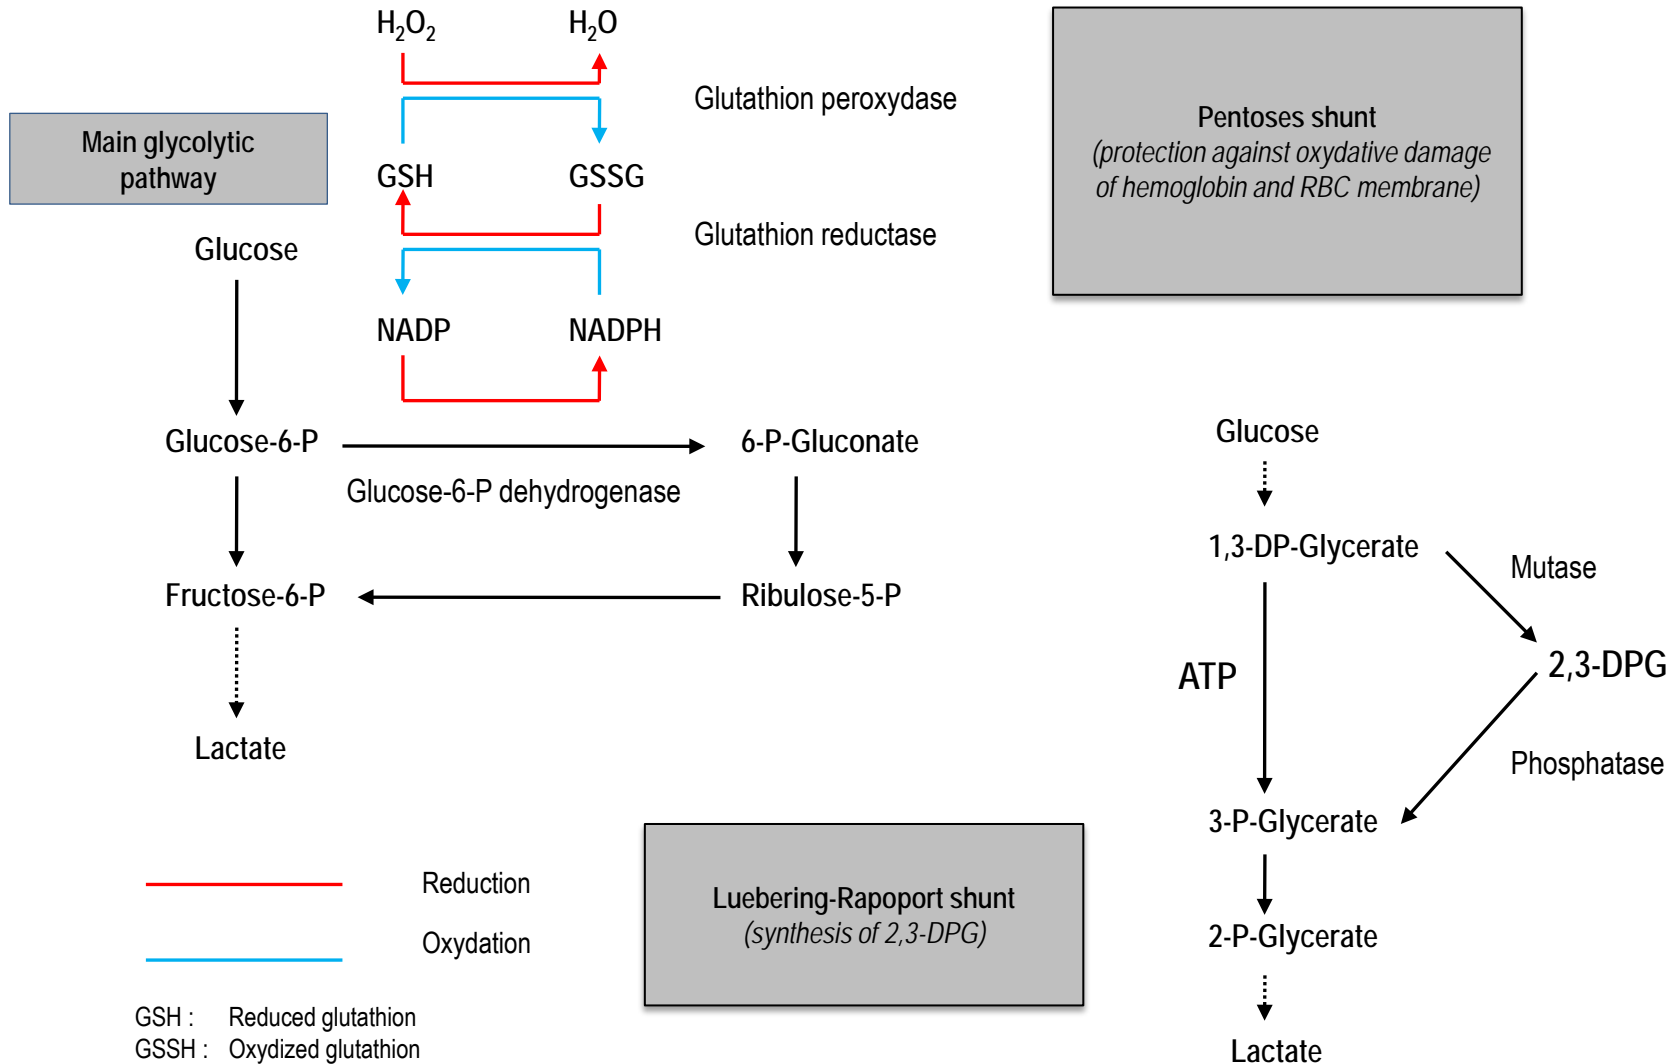 H2O2
H2O
Glutathion peroxydase
Main glycolytic
pathway
GSH
GSSG
Glutathion reductase
Glucose
NADP
NADPH
Glucose-6-P
6-P-Gluconate
Glucose-6-P dehydrogenase
Fructose-6-P
Ribulose-5-P
Lactate
Pentoses shunt
(protection against oxydative damage
of hemoglobin and RBC membrane)
Glucose
1,3-DP-Glycerate
Mutase
ATP
2,3-DPG
Phosphatase
3-P-Glycerate
2-P-Glycerate
Lactate
Luebering-Rapoport shunt
(synthesis of 2,3-DPG)
Reduction
Oxydation
GSH : Reduced glutathion
GSSH : Oxydized glutathion